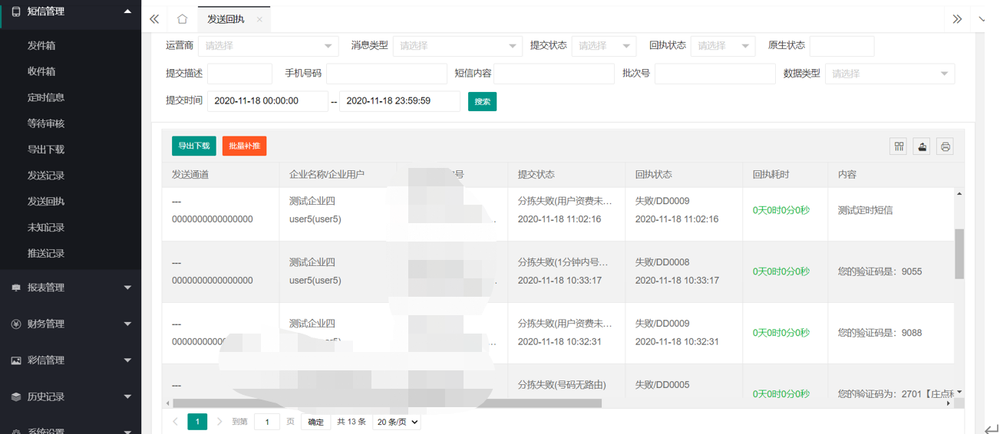 短信管理
发件箱
收件箱
定时信息
等待审核
导出下载
发送记录
发送回执
未知记录
推送记录
报表管理
财务管理
彩信管理
历史记录
系统设置
发送回执
运营商 请选择 消息类型 请选择 提交状态 请选择 回执状态 请选择 原生状态
提交描述 手机号码 短信内容 批次号 数据类型 请选择
提交时间 2020-11-18 00:00:00 -- 2020-11-18 23:59:59 搜索
导出下载 批量补推
发送通道 企业名称/企业用户 号 提交状态 回执状态 回执耗时 内容
--- 测试企业四 分拣失败(用户资费未… 失败/DD0009
0天0时0分0秒 测试定时短信
0000000000000000 user5(user5) 2020-11-18 11:02:16 2020-11-18 11:02:16
--- 测试企业四 分拣失败(1分钟内号… 失败/DD0008
0天0时0分0秒 您的验证码是：9055
0000000000000000 user5(user5) 2020-11-18 10:33:17 2020-11-18 10:33:17
--- 测试企业四 分拣失败(用户资费未… 失败/DD0009
0天0时0分0秒 您的验证码是：9088
2020-11-18 10:32:31 2020-11-18 10:32:31
--- 分拣失败(号码无路由) 失败/DD0005
0天0时0分0秒 您的验证码为：2701【庄点科
1 到第 1 页 确定 共 13 条 20 条/页